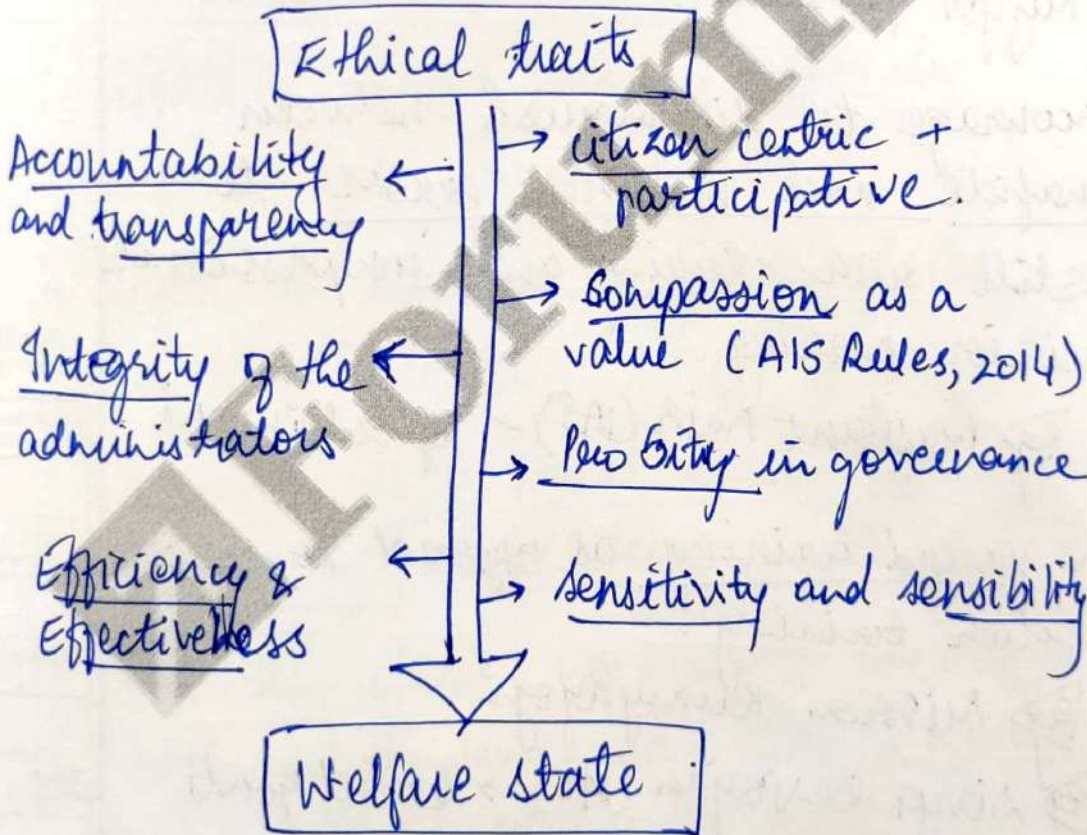 Ethical traits
Accountability
and transparency
citizen centric +
participative.
Compassion as a
value (AIS Rules, 2014)
Integrity of the
administrators
Probity in governance
Efficiency &
Effectiveness
sensitivity and sensibility
Welfare state
Forum